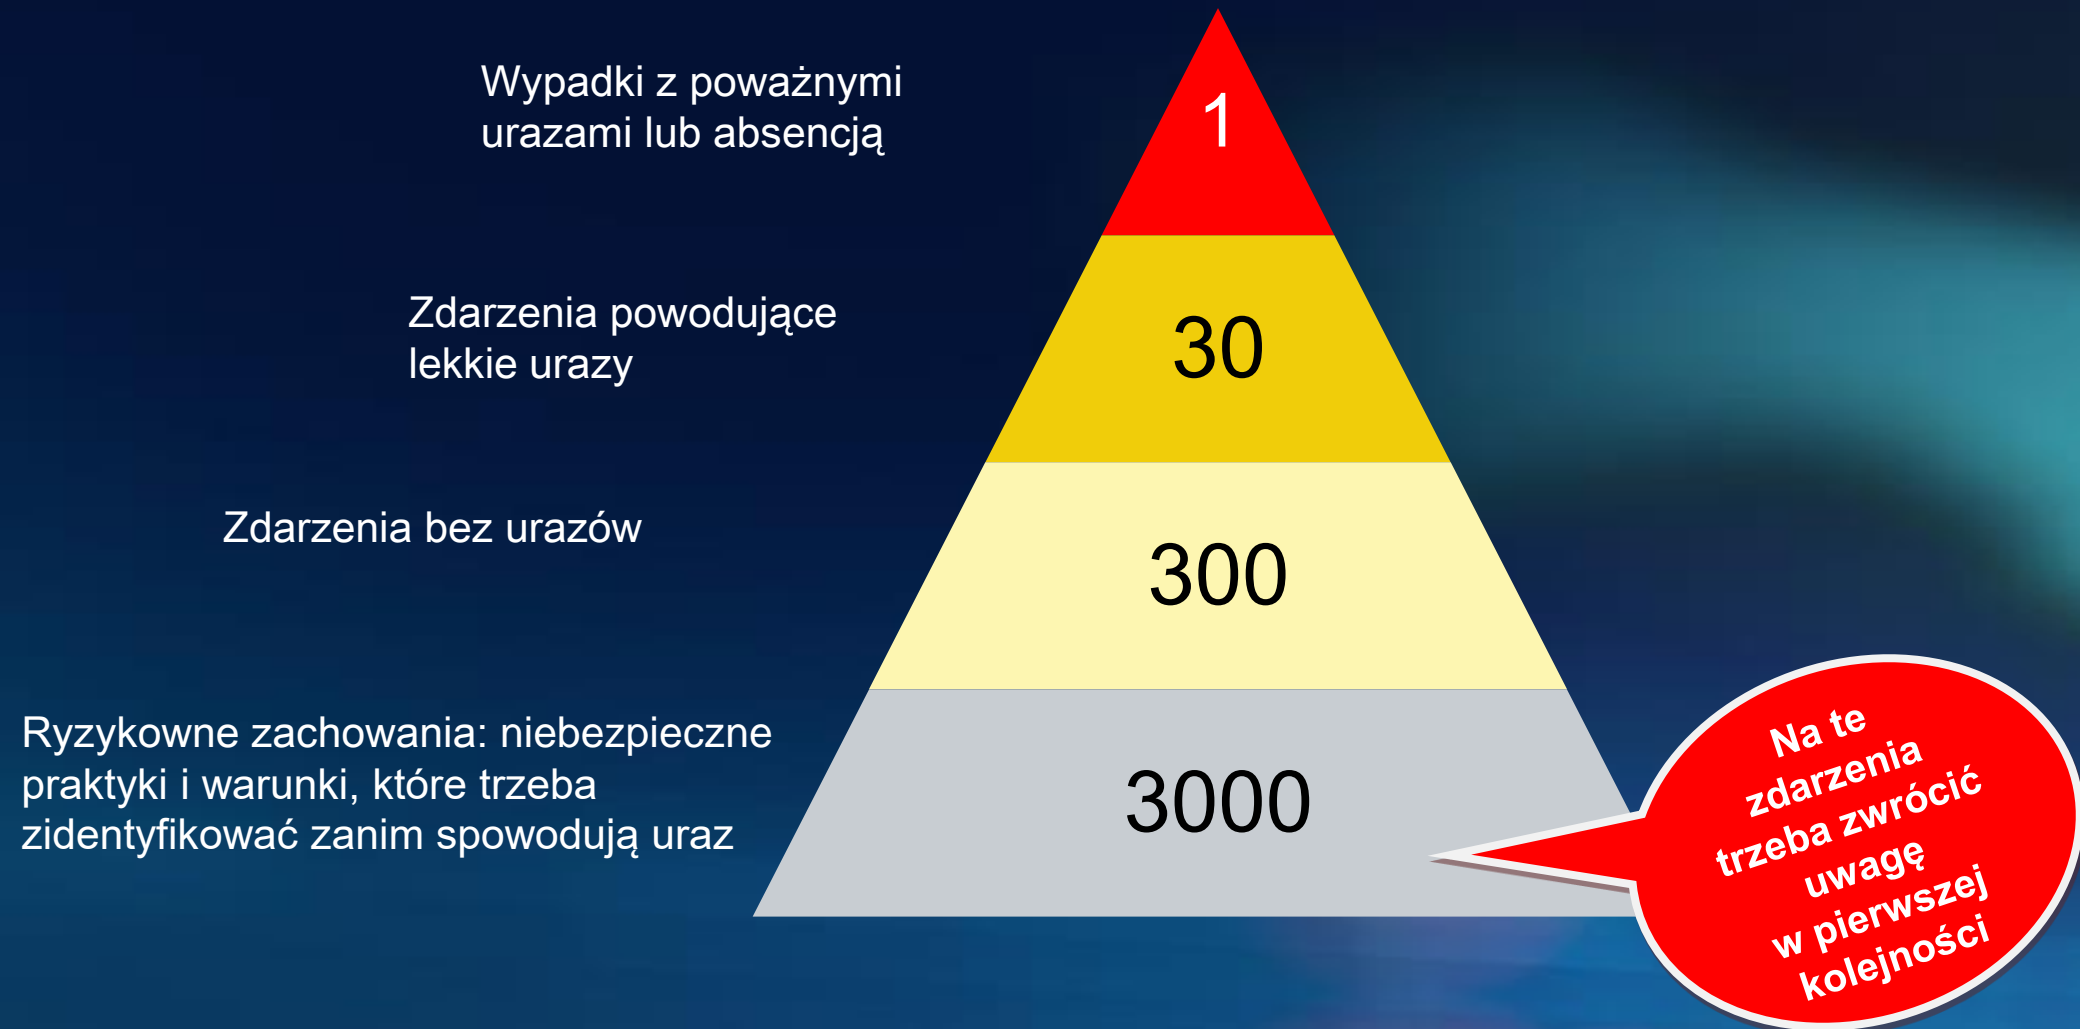 Wypadki z poważnymi
urazami lub absencją
1
Zdarzenia powodujące
lekkie urazy
30
Zdarzenia bez urazów
300
Ryzykowne zachowania: niebezpieczne
praktyki i warunki, które trzeba
zidentyfikować zanim spowodują uraz
3000
Na te
zdarzenia
trzeba zwrócić
uwagę
w pierwszej
kolejności